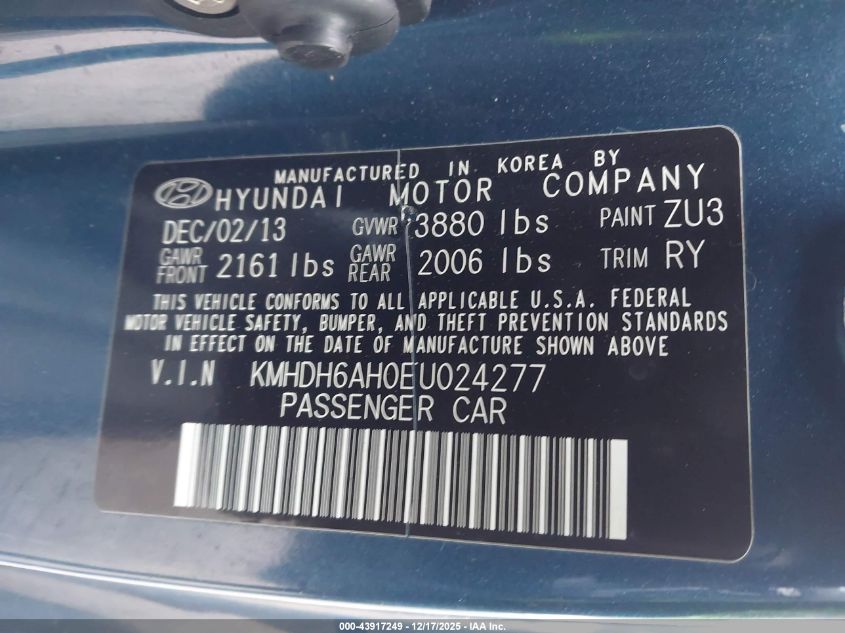 MANUFACTURED IN KOREA BY
HYUNDAI MOTOR COMPANY
DEC/02/13 GVWR 3880 lbs PAINT ZU3
GAWR FRONT 2161 lbs GAWR REAR 2006 lbs TRIM RY
THIS VEHICLE CONFORMS TO ALL APPLICABLE U.S.A. FEDERAL
MOTOR VEHICLE SAFETY, BUMPER, AND THEFT PREVENTION STANDARDS
IN EFFECT ON THE DATE OF MANUFACTURE SHOWN ABOVE
V.I.N KMHDH6AH0EU024277
PASSENGER CAR
000-43917249 - 12/17/2025 - www.iaai.com